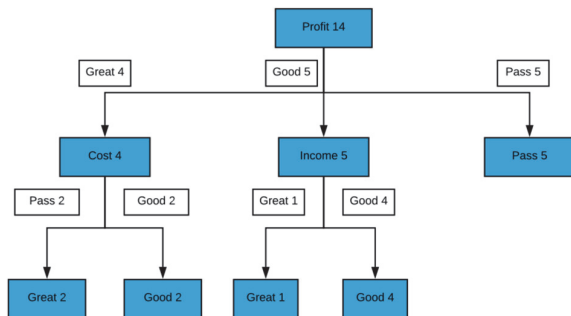 Profit 14
Great 4
Good 5
Pass 5
Cost 4
Income 5
Pass 5
Pass 2
Good 2
Great 1
Good 4
Great 2
Good 2
Great 1
Good 4